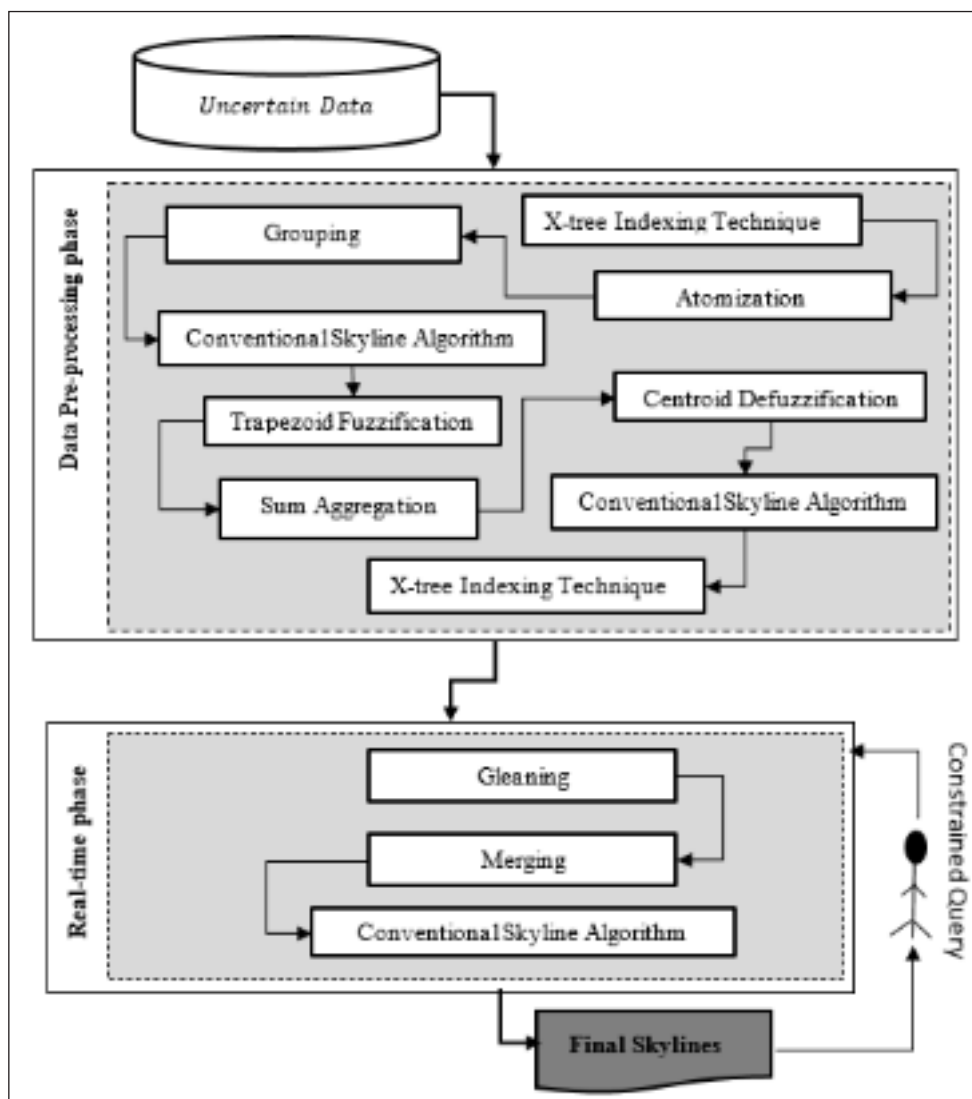 Uncertain Data
Data Pre-processing phase
X-tree Indexing Technique
Grouping
Atomization
Conventional Skyline Algorithm
Centroid Defuzzification
Trapezoid Fuzzification
Sum Aggregation
Conventional Skyline Algorithm
X-tree Indexing Technique
Real-time phase
Gleaning
Merging
Conventional Skyline Algorithm
Constrained Query
Final Skylines